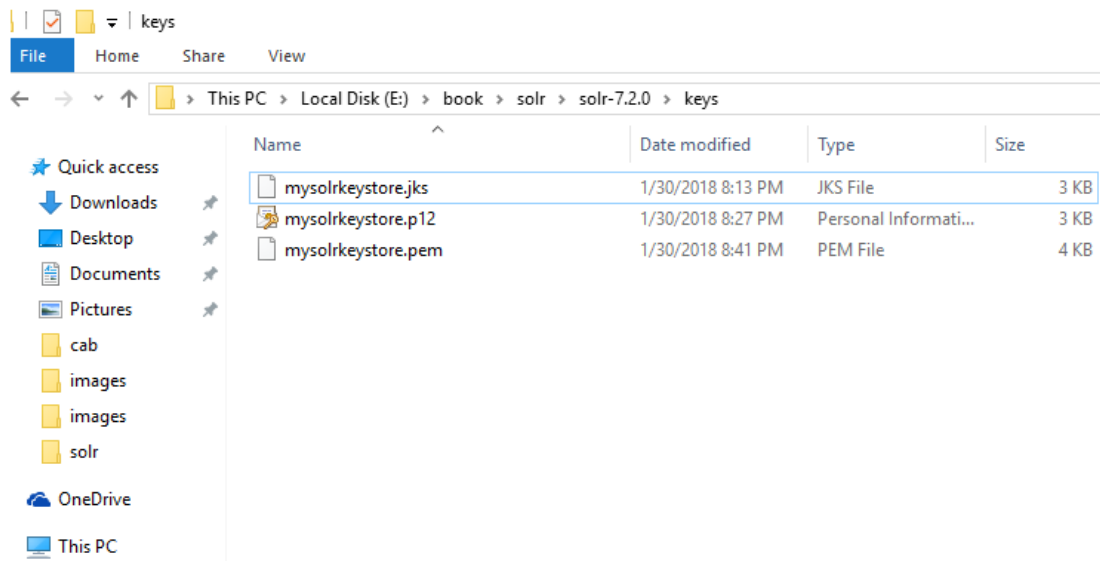 keys
File Home Share View
This PC > Local Disk (E:) > book > solr > solr-7.2.0 > keys
Name Date modified Type Size
Quick access
mysolrkeystore.jks 1/30/2018 8:13 PM JKS File 3 KB
Downloads
mysolrkeystore.p12 1/30/2018 8:27 PM Personal Informati... 3 KB
Desktop
mysolrkeystore.pem 1/30/2018 8:41 PM PEM File 4 KB
Documents
Pictures
cab
images
images
solr
OneDrive
This PC